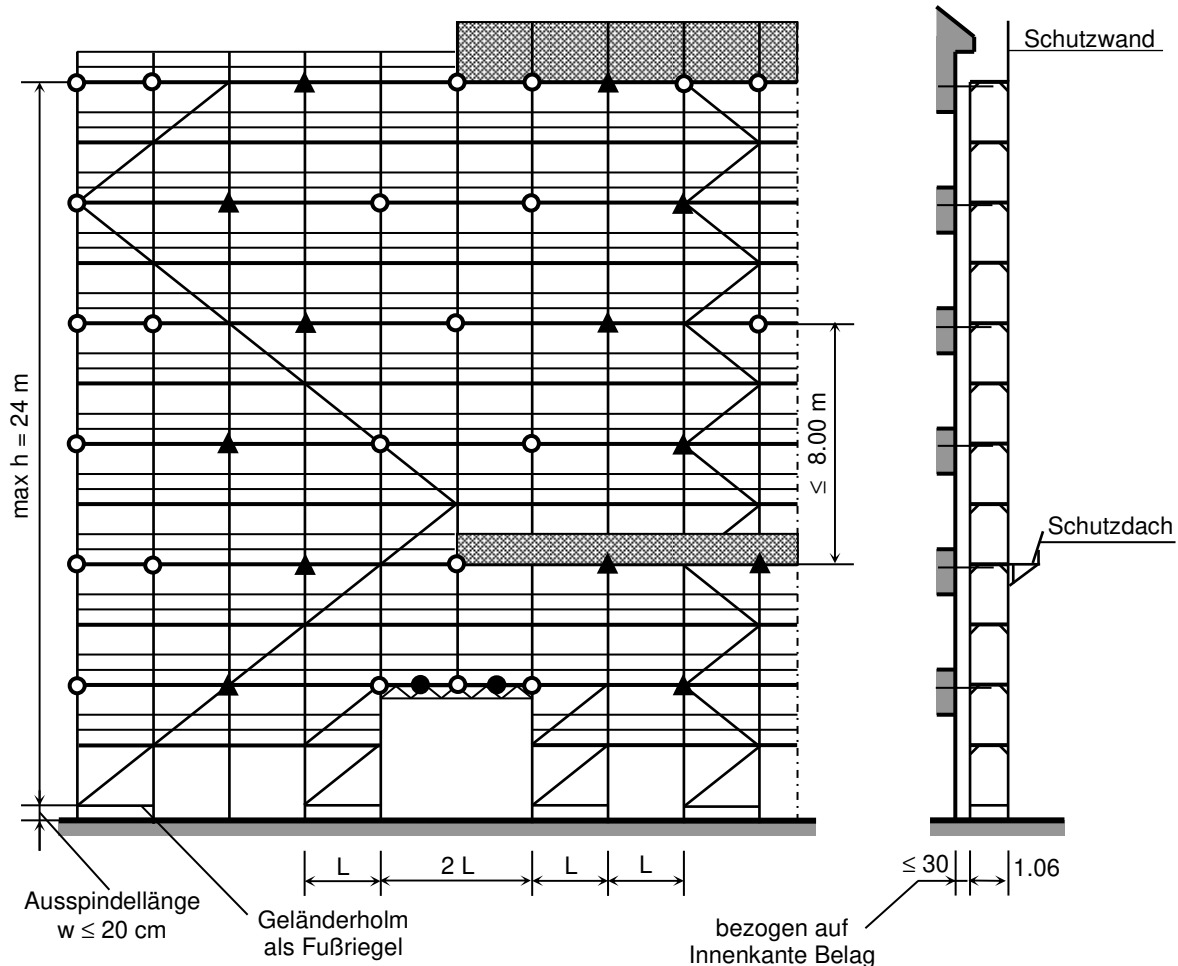 Schutzwand
max h = 24 m
≤ 8.00 m
Schutzdach
L
2 L
L
L
≤ 30
1.06
Ausspindellänge
w ≤ 20 cm
Geländerholm
als Fußriegel
bezogen auf
Innenkante Belag